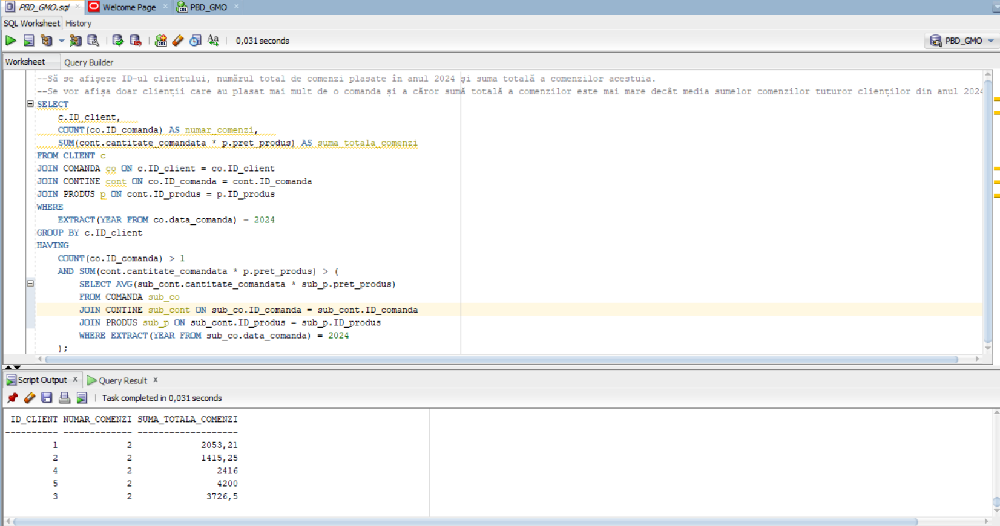 PBD_GMO.sql Welcome Page PBD_GMO
SQL Worksheet History
0,031 seconds PBD_GMO
Worksheet Query Builder
--Să se afișeze ID-ul clientului, numărul total de comenzi plasate în anul 2024 și suma totală a comenzilor acestuia.
--Se vor afișa doar clienții care au plasat mai mult de o comanda și a căror sumă totală a comenzilor este mai mare decât media sumelor comenzilor tuturor clienților din anul 2024
SELECT
c.ID_client,
COUNT(co.ID_comanda) AS numar_comenzi,
SUM(cont.cantitate_comandata * p.pret_produs) AS suma_totala_comenzi
FROM CLIENT c
JOIN COMANDA co ON c.ID_client = co.ID_client
JOIN CONTINE cont ON co.ID_comanda = cont.ID_comanda
JOIN PRODUS p ON cont.ID_produs = p.ID_produs
WHERE
EXTRACT(YEAR FROM co.data_comanda) = 2024
GROUP BY c.ID_client
HAVING
COUNT(co.ID_comanda) > 1
AND SUM(cont.cantitate_comandata * p.pret_produs) > (
SELECT AVG(sub_cont.cantitate_comandata * sub_p.pret_produs)
FROM COMANDA sub_co
JOIN CONTINE sub_cont ON sub_co.ID_comanda = sub_cont.ID_comanda
JOIN PRODUS sub_p ON sub_cont.ID_produs = sub_p.ID_produs
WHERE EXTRACT(YEAR FROM sub_co.data_comanda) = 2024
);
Script Output x Query Result x
Task completed in 0,031 seconds
ID_CLIENT NUMAR_COMENZI SUMA_TOTALA_COMENZI
---------- ------------- -------------------
1 2 2053,21
2 2 1415,25
4 2 2416
5 2 4200
3 2 3726,5